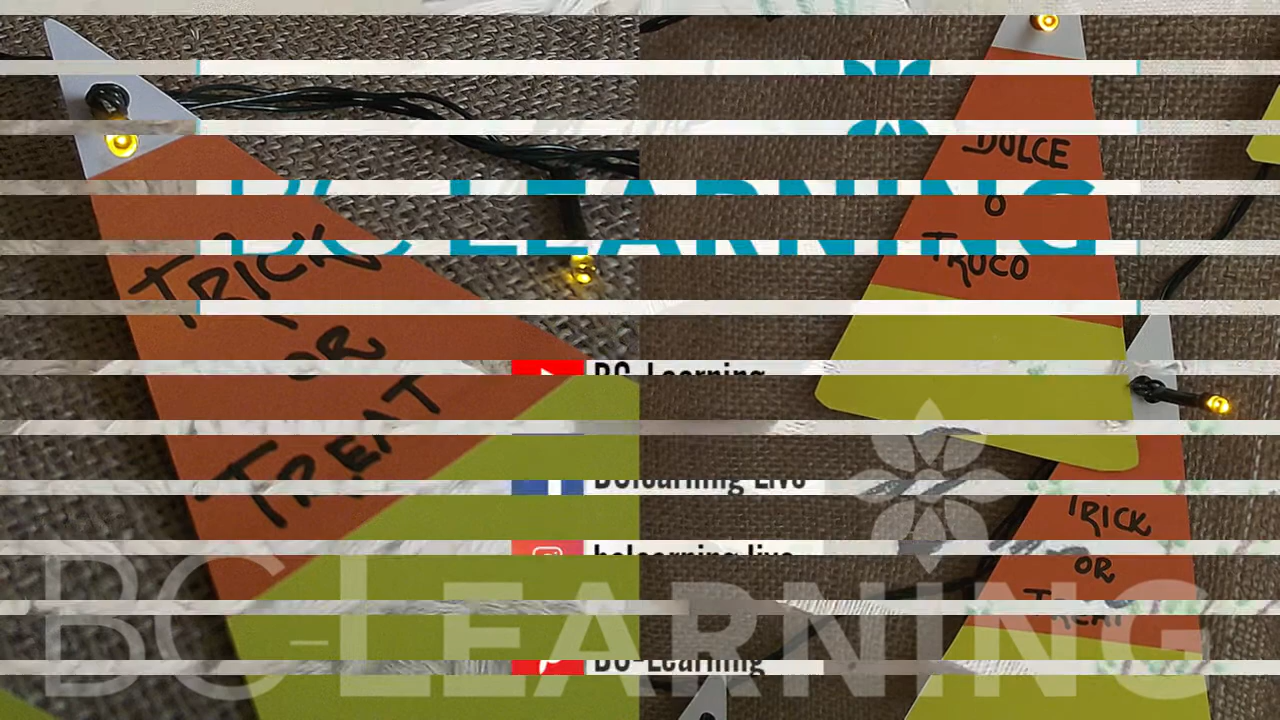 TRICK
OR
TREAT
DULCE
O
TRUCO
BC LEARNING
BC-Learning
BClearning Live
bclearning.live
BC-Learning
TRICK
OR
TREAT
BC-LEARNING